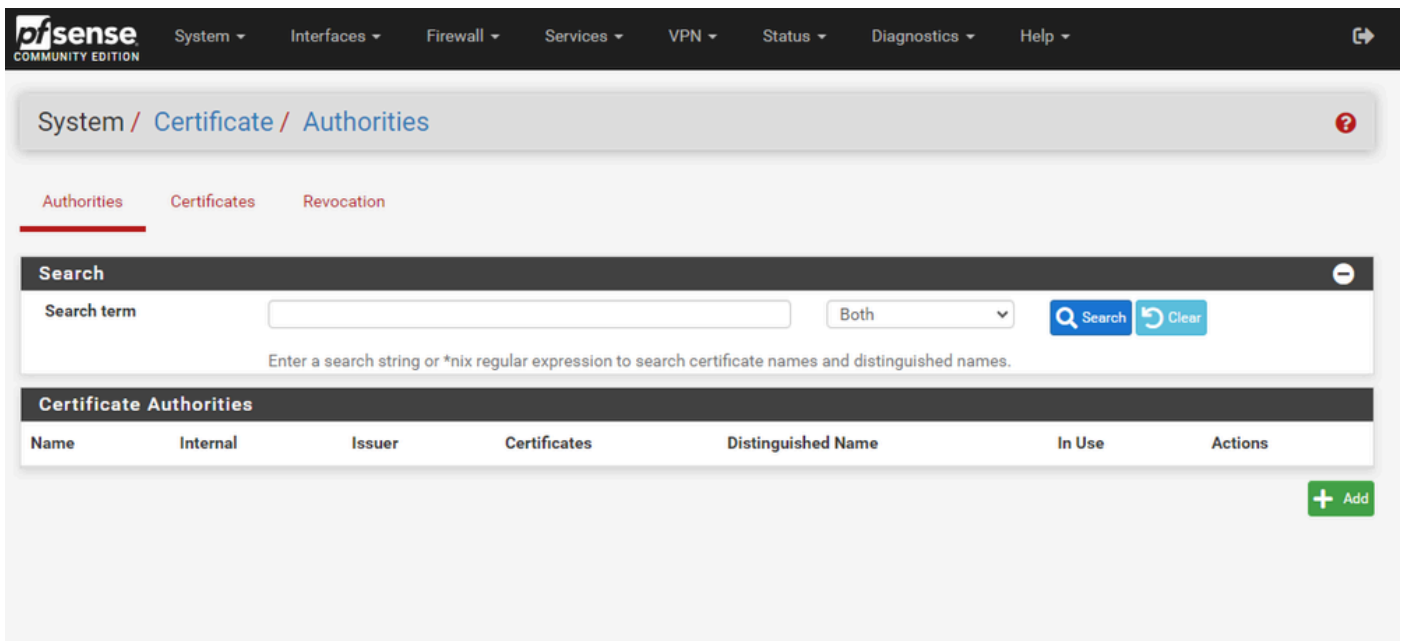 pfsense
COMMUNITY EDITION
System Interfaces Firewall Services VPN Status Diagnostics Help
System / Certificate / Authorities
Authorities Certificates Revocation
Search
Search term Both Search Clear
Enter a search string or *nix regular expression to search certificate names and distinguished names.
Certificate Authorities
Name Internal Issuer Certificates Distinguished Name In Use Actions
Add